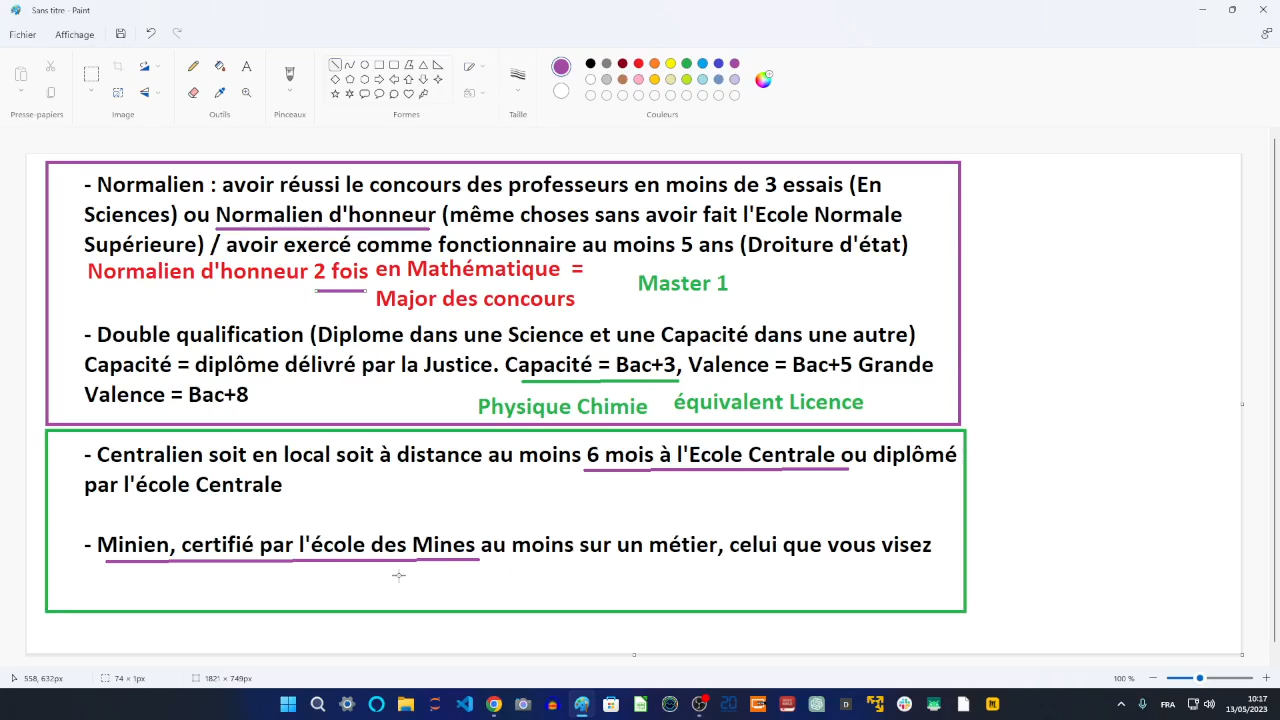 Sans titre - Paint
Fichier Affichage
Presse-papiers Image Outils Pinceaux Formes Taille Couleurs
- Normalien : avoir réussi le concours des professeurs en moins de 3 essais (En
Sciences) ou Normalien d'honneur (même choses sans avoir fait l'Ecole Normale
Supérieure) / avoir exercé comme fonctionnaire au moins 5 ans (Droiture d'état)
Normalien d'honneur 2 fois en Mathématique =
Major des concours
Master 1
- Double qualification (Diplome dans une Science et une Capacité dans une autre)
Capacité = diplôme délivré par la Justice. Capacité = Bac+3, Valence = Bac+5 Grande
Valence = Bac+8
Physique Chimie équivalent Licence
- Centralien soit en local soit à distance au moins 6 mois à l'Ecole Centrale ou diplômé
par l'école Centrale
- Minien, certifié par l'école des Mines au moins sur un métier, celui que vous visez
558, 632px 74 × 1px 1821 × 749px 100 %
FRA 10:17
13/05/2023